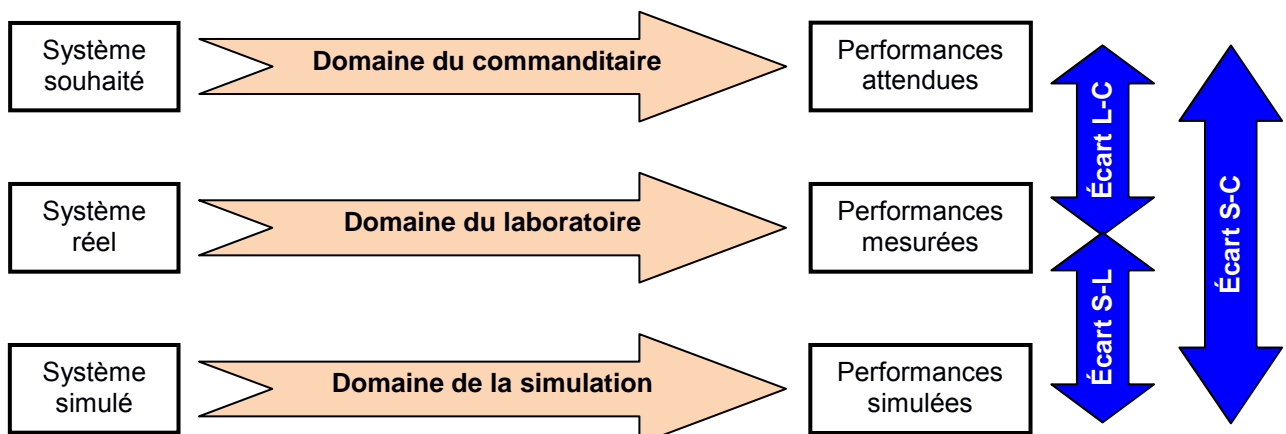 Système
souhaité
Domaine du commanditaire
Performances
attendues
Écart L-C
Écart S-C
Système
réel
Domaine du laboratoire
Performances
mesurées
Écart S-L
Système
simulé
Domaine de la simulation
Performances
simulées